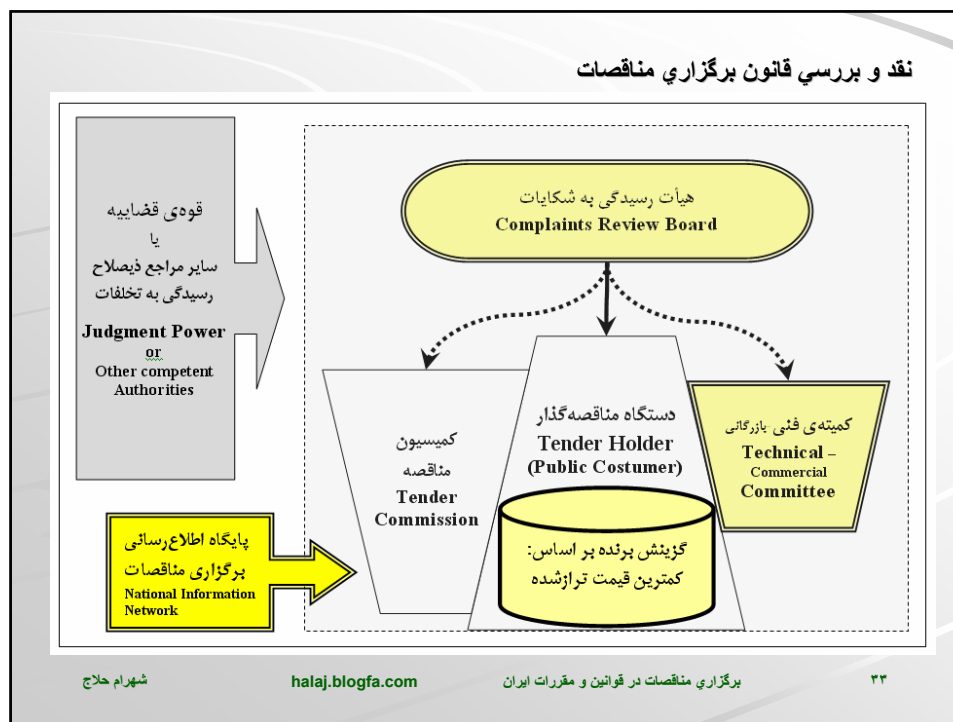 نقد و بررسي قانون برگزاري مناقصات
هیأت رسیدگی به شکایات
Complaints Review Board
قوه‌ی قضاییه
یا
سایر مراجع ذیصلاح
رسیدگی به تخلفات
Judgment Power
or
Other competent
Authorities
کمیته‌ی فنی بازرگانی
Technical –
Commercial
Committee
دستگاه مناقصه‌گذار
Tender Holder
(Public Costumer)
گزینش برنده بر اساس:
کمترین قیمت ترازشده
کمیسیون
مناقصه
Tender
Commission
پایگاه اطلاع‌رسانی
برگزاری مناقصات
National Information
Network
۳۳
برگزاري مناقصات در قوانين و مقررات ايران
halaj.blogfa.com
شهرام حلاج